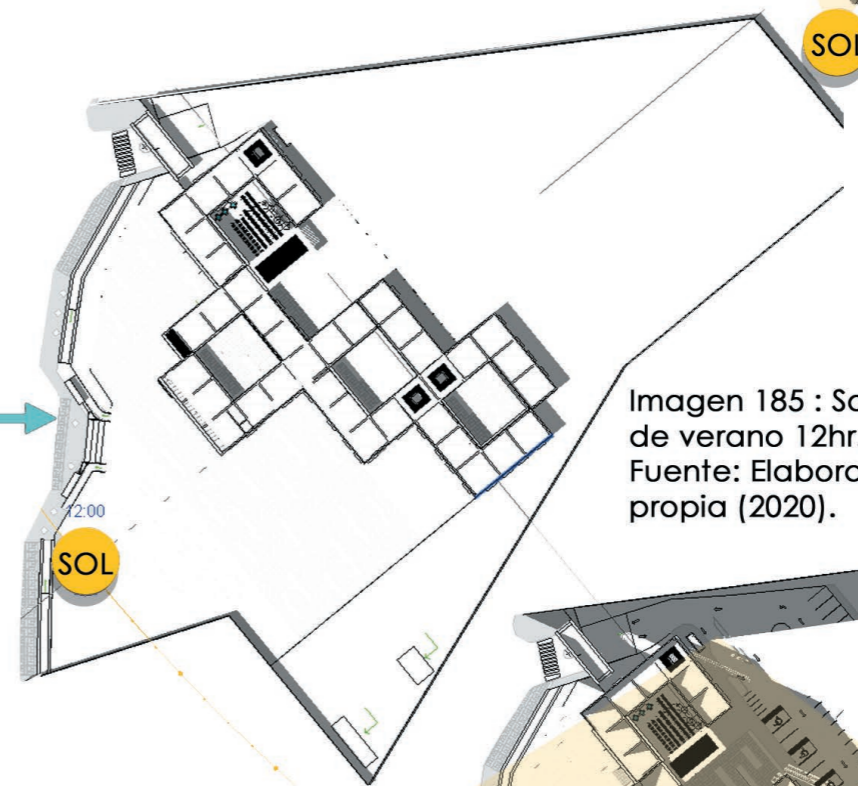 SOL
12:00
SOL
Imagen 185 : So
de verano 12hr.
Fuente: Elabora
propia (2020).